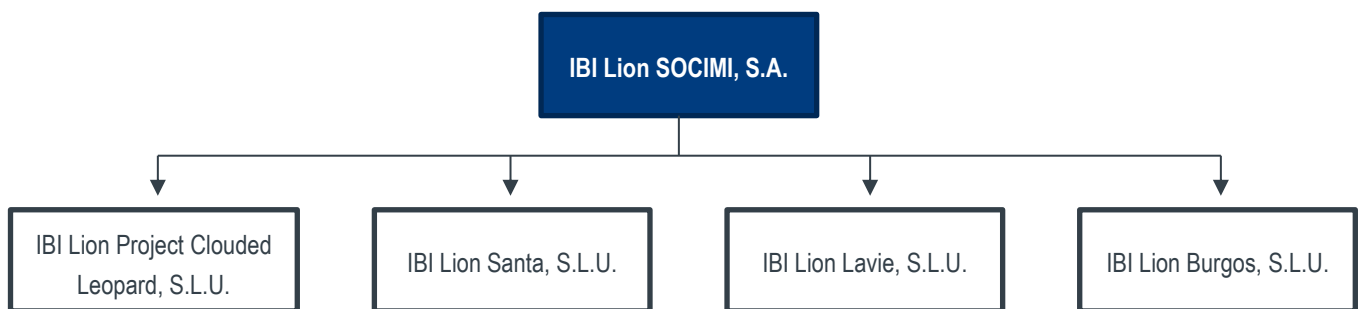 IBI Lion SOCIMI, S.A.
IBI Lion Project Clouded
Leopard, S.L.U.
IBI Lion Santa, S.L.U.
IBI Lion Lavie, S.L.U.
IBI Lion Burgos, S.L.U.